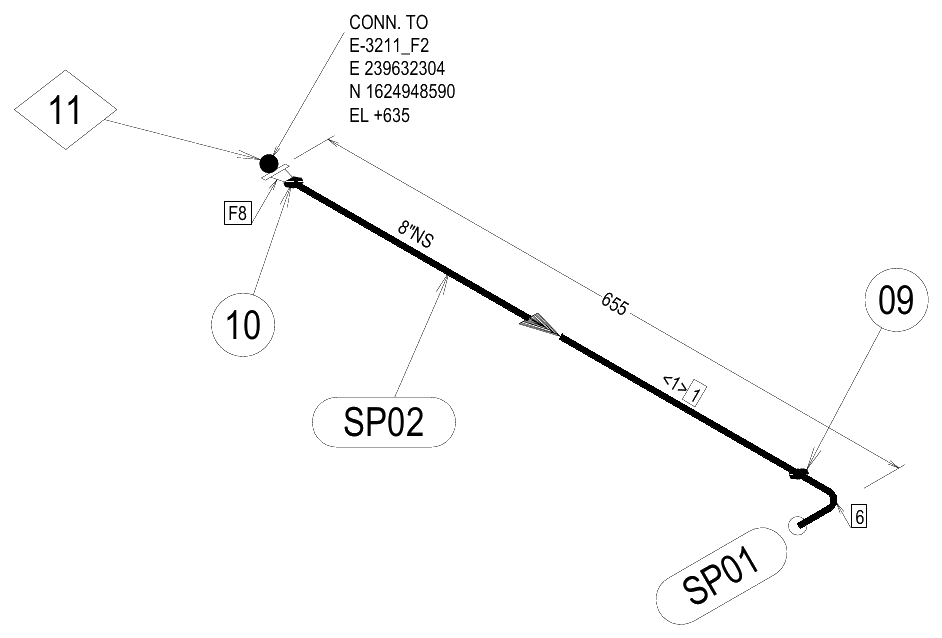 CONN. TO
E-3211_F2
E 239632304
N 1624948590
EL +635
11
F8
8"NS
10
655
09
<1>1
SP02
6
SP01